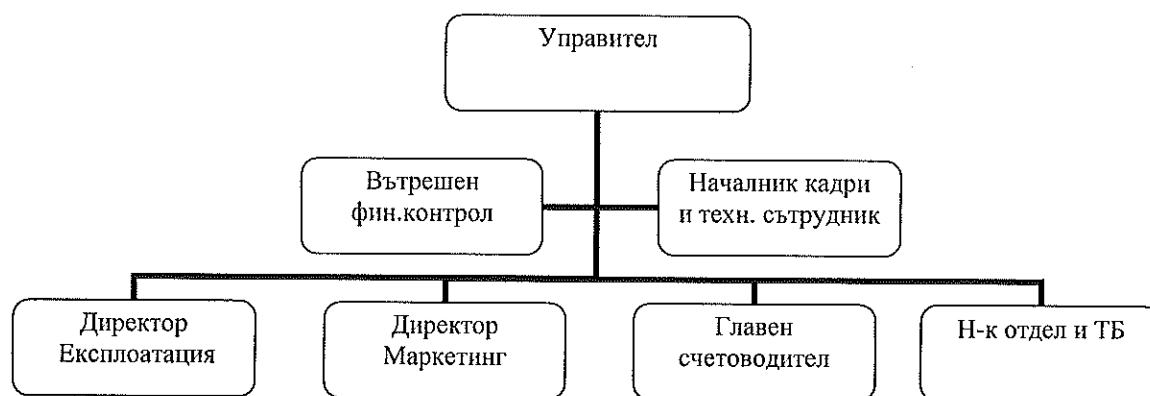 Управител
Вътрешен
фин.контрол
Началник кадри
и техн. сътрудник
Директор
Експлоатация
Директор
Маркетинг
Главен
счетоводител
Н-к отдел и ТБ